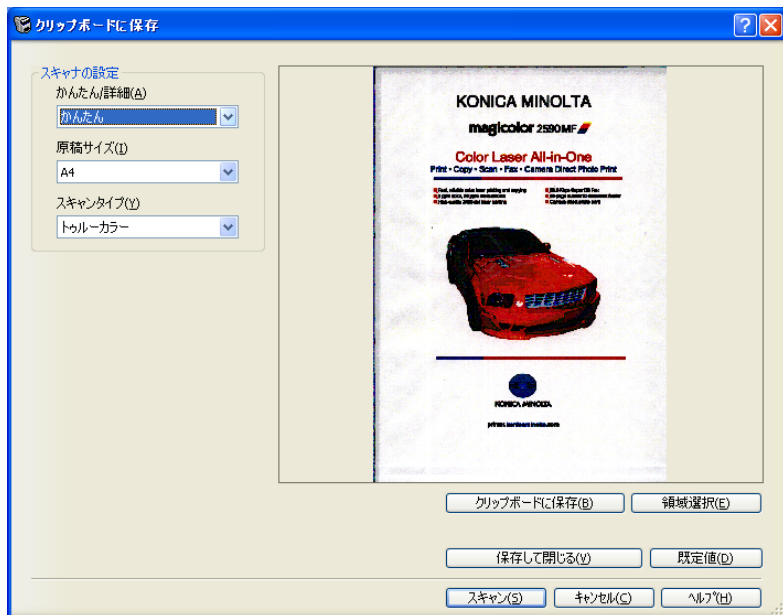 クリップボードに保存
スキャナの設定
かんたん/詳細(A)
かんたん
原稿サイズ(I)
A4
スキャンタイプ(Y)
トゥルーカラー
KONICA MINOLTA
magicolor 2590MF
Color Laser All-in-One
Print • Copy • Scan • Fax • Camera Direct Photo Print
KONICA MINOLTA
クリップボードに保存(B)
領域選択(E)
保存して閉じる(V)
既定値(D)
スキャン(S)
キャンセル(C)
ヘルプ(H)